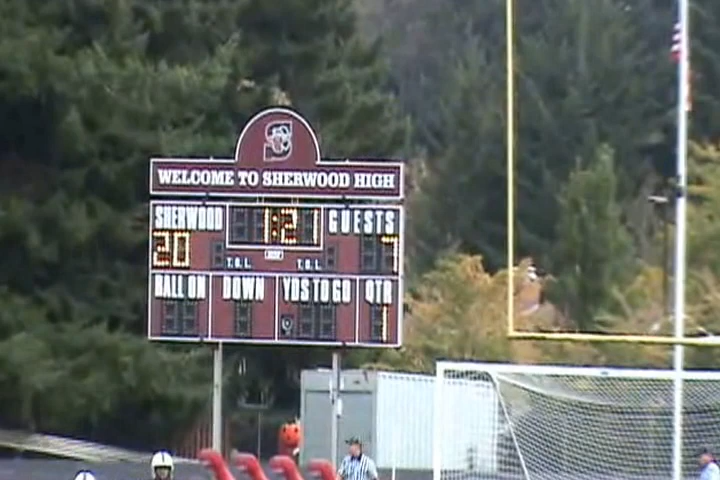 WELCOME TO SHERWOOD HIGH
SHERWOOD 1:21 GUESTS
20 7
T.O.L. T.O.L.
BALL ON DOWN YDS TO GO QTR
1